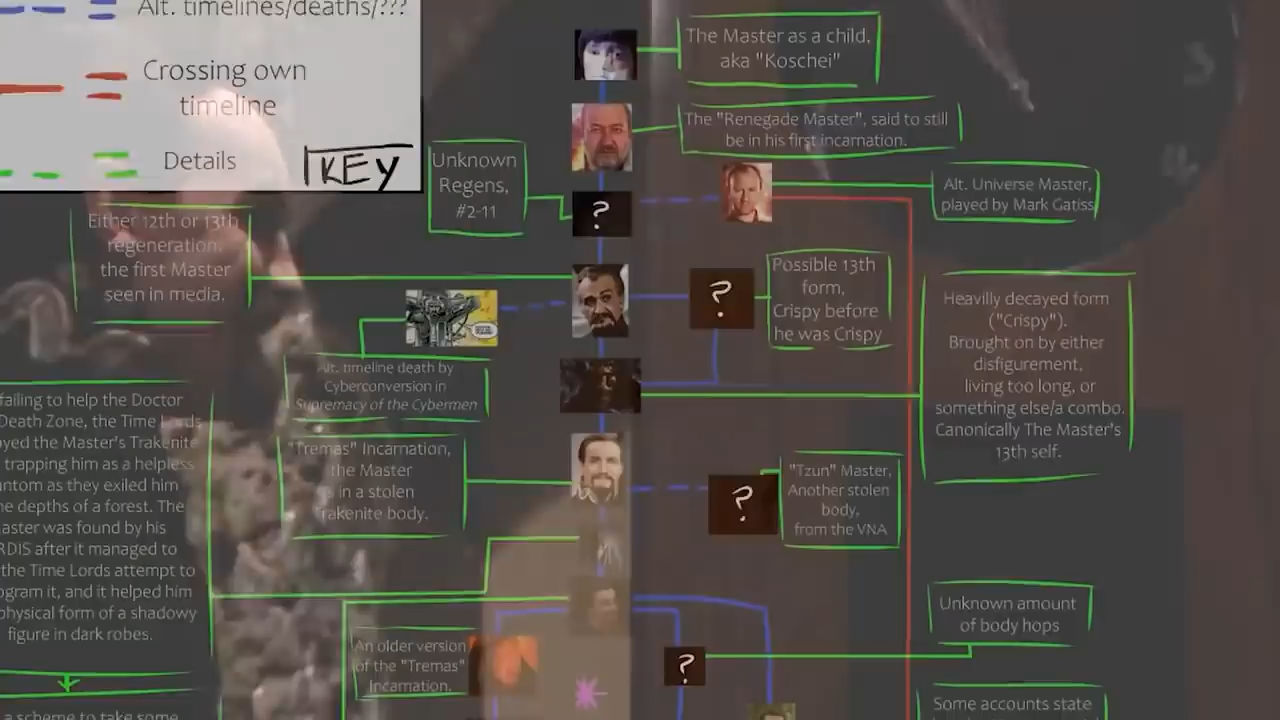 Alt. timelines/deaths/???
Crossing own
timeline
Details
KEY
The Master as a child,
aka "Koschei"
The "Renegade Master", said to still
be in his first incarnation.
Unknown
Regens,
#2-11
?
Alt. Universe Master,
played by Mark Gatiss
Either 12th or 13th
regeneration.
the first Master
seen in media.
?
Possible 13th
form,
Crispy before
he was Crispy
Heavilly decayed form
("Crispy").
Brought on by either
disfigurement,
living too long, or
something else/a combo.
Canonically The Master's
13th self.
Alt. timeline death by
Cyberconversion in
Supremacy of the Cybermen
"Tremas" Incarnation,
the Master
is in a stolen
Trakenite body.
?
"Tzun" Master,
Another stolen
body,
from the VNA
failing to help the Doctor
Death Zone, the Time Lords
yed the Master's Trakenite
trapping him as a helpless
ntom as they exiled him
e depths of a forest. The
aster was found by his
RDIS after it managed to
the Time Lords attempt to
ogram it, and it helped him
physical form of a shadowy
figure in dark robes.
An older version
of the "Tremas"
Incarnation.
?
Unknown amount
of body hops
Some accounts state
a scheme to take some